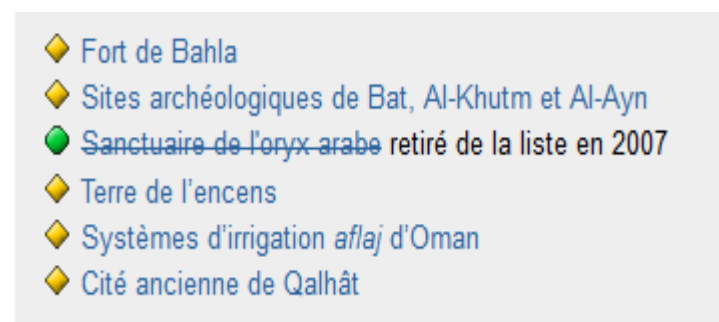 Fort de Bahla
Sites archéologiques de Bat, Al-Khutm et Al-Ayn
Sanctuaire de l'oryx arabe retiré de la liste en 2007
Terre de l’encens
Systèmes d’irrigation aflaj d’Oman
Cité ancienne de Qalhât